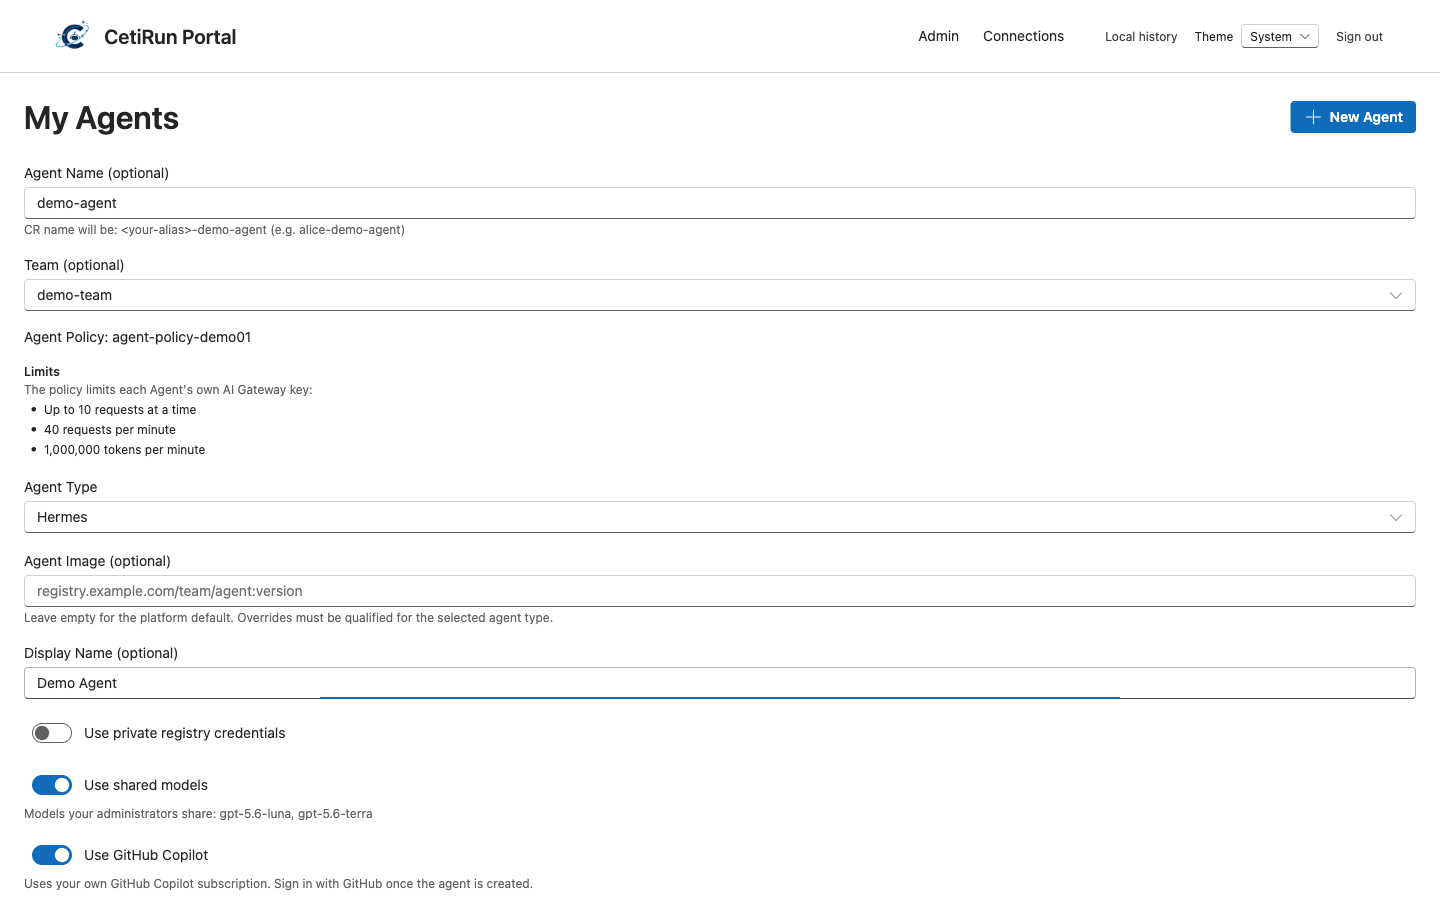 CetiRun Portal
Admin
Connections
Local history
Theme
System
Sign out
My Agents
New Agent
Agent Name (optional)
demo-agent
CR name will be: <your-alias>-demo-agent (e.g. alice-demo-agent)
Team (optional)
demo-team
Agent Policy: agent-policy-demo01
Limits
The policy limits each Agent's own AI Gateway key:
• Up to 10 requests at a time
• 40 requests per minute
• 1,000,000 tokens per minute
Agent Type
Hermes
Agent Image (optional)
registry.example.com/team/agent:version
Leave empty for the platform default. Overrides must be qualified for the selected agent type.
Display Name (optional)
Demo Agent
Use private registry credentials
Use shared models
Models your administrators share: gpt-5.6-luna, gpt-5.6-terra
Use GitHub Copilot
Uses your own GitHub Copilot subscription. Sign in with GitHub once the agent is created.